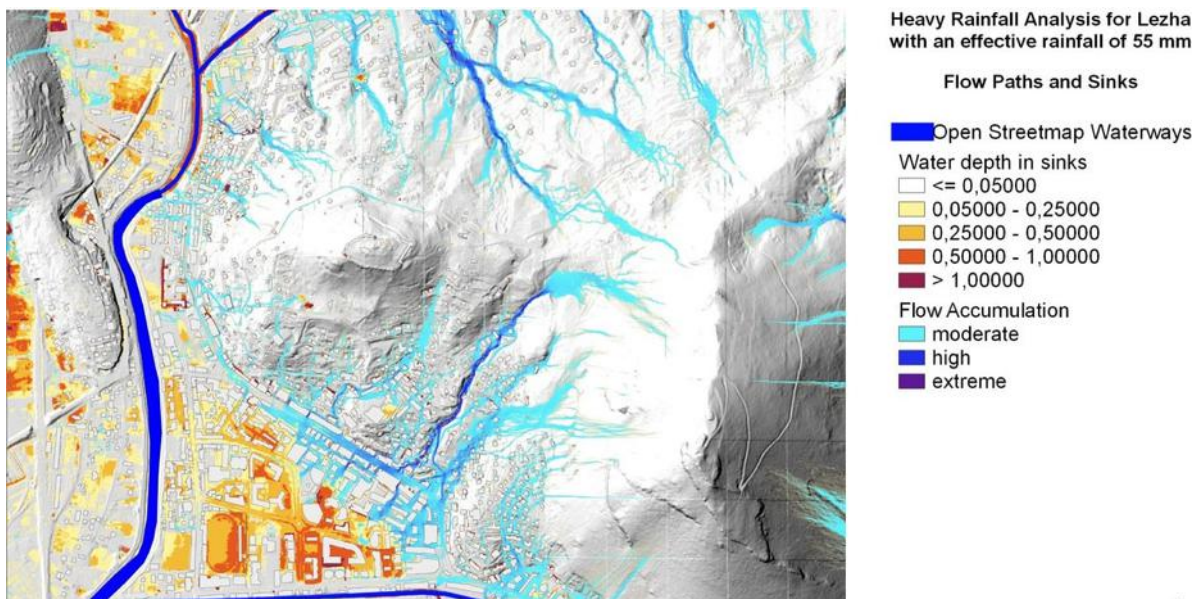 Heavy Rainfall Analysis for Lezha
with an effective rainfall of 55 mm
Flow Paths and Sinks
Open Streetmap Waterways
Water depth in sinks
<= 0,05000
0,05000 - 0,25000
0,25000 - 0,50000
0,50000 - 1,00000
> 1,00000
Flow Accumulation
moderate
high
extreme